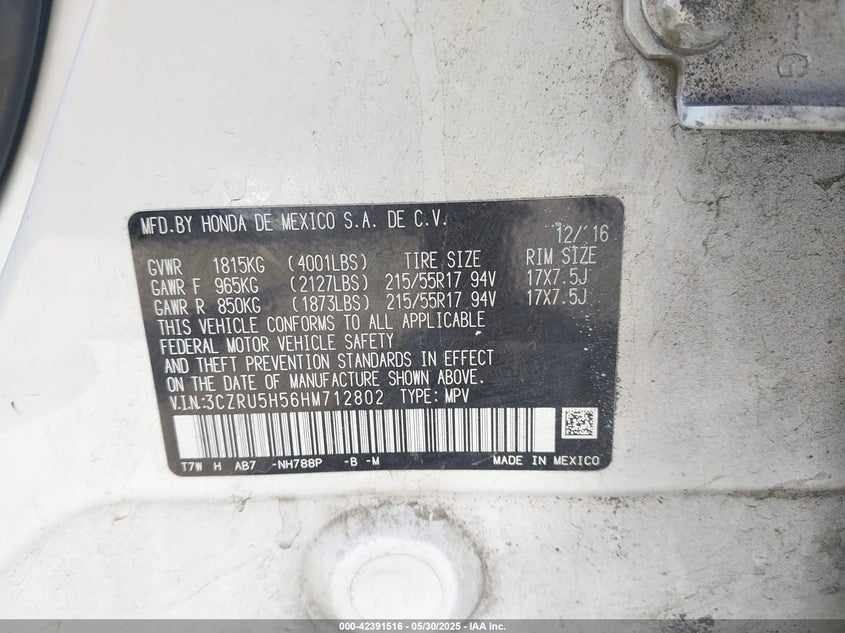 T G
MFD.BY HONDA DE MEXICO S.A. DE C.V. 12/16
GVWR 1815KG (4001LBS) TIRE SIZE RIM SIZE
GAWR F 965KG (2127LBS) 215/55R17 94V 17X7.5J
GAWR R 850KG (1873LBS) 215/55R17 94V 17X7.5J
THIS VEHICLE CONFORMS TO ALL APPLICABLE
FEDERAL MOTOR VEHICLE SAFETY
AND THEFT PREVENTION STANDARDS IN EFFECT
ON THE DATE OF MANUFACTURE SHOWN ABOVE.
V.I.N.:3CZRU5H56HM712802 TYPE: MPV
T7W H AB7 -NH788P -B -M MADE IN MEXICO
000-42391516 - 05/30/2025 - IAA Inc.